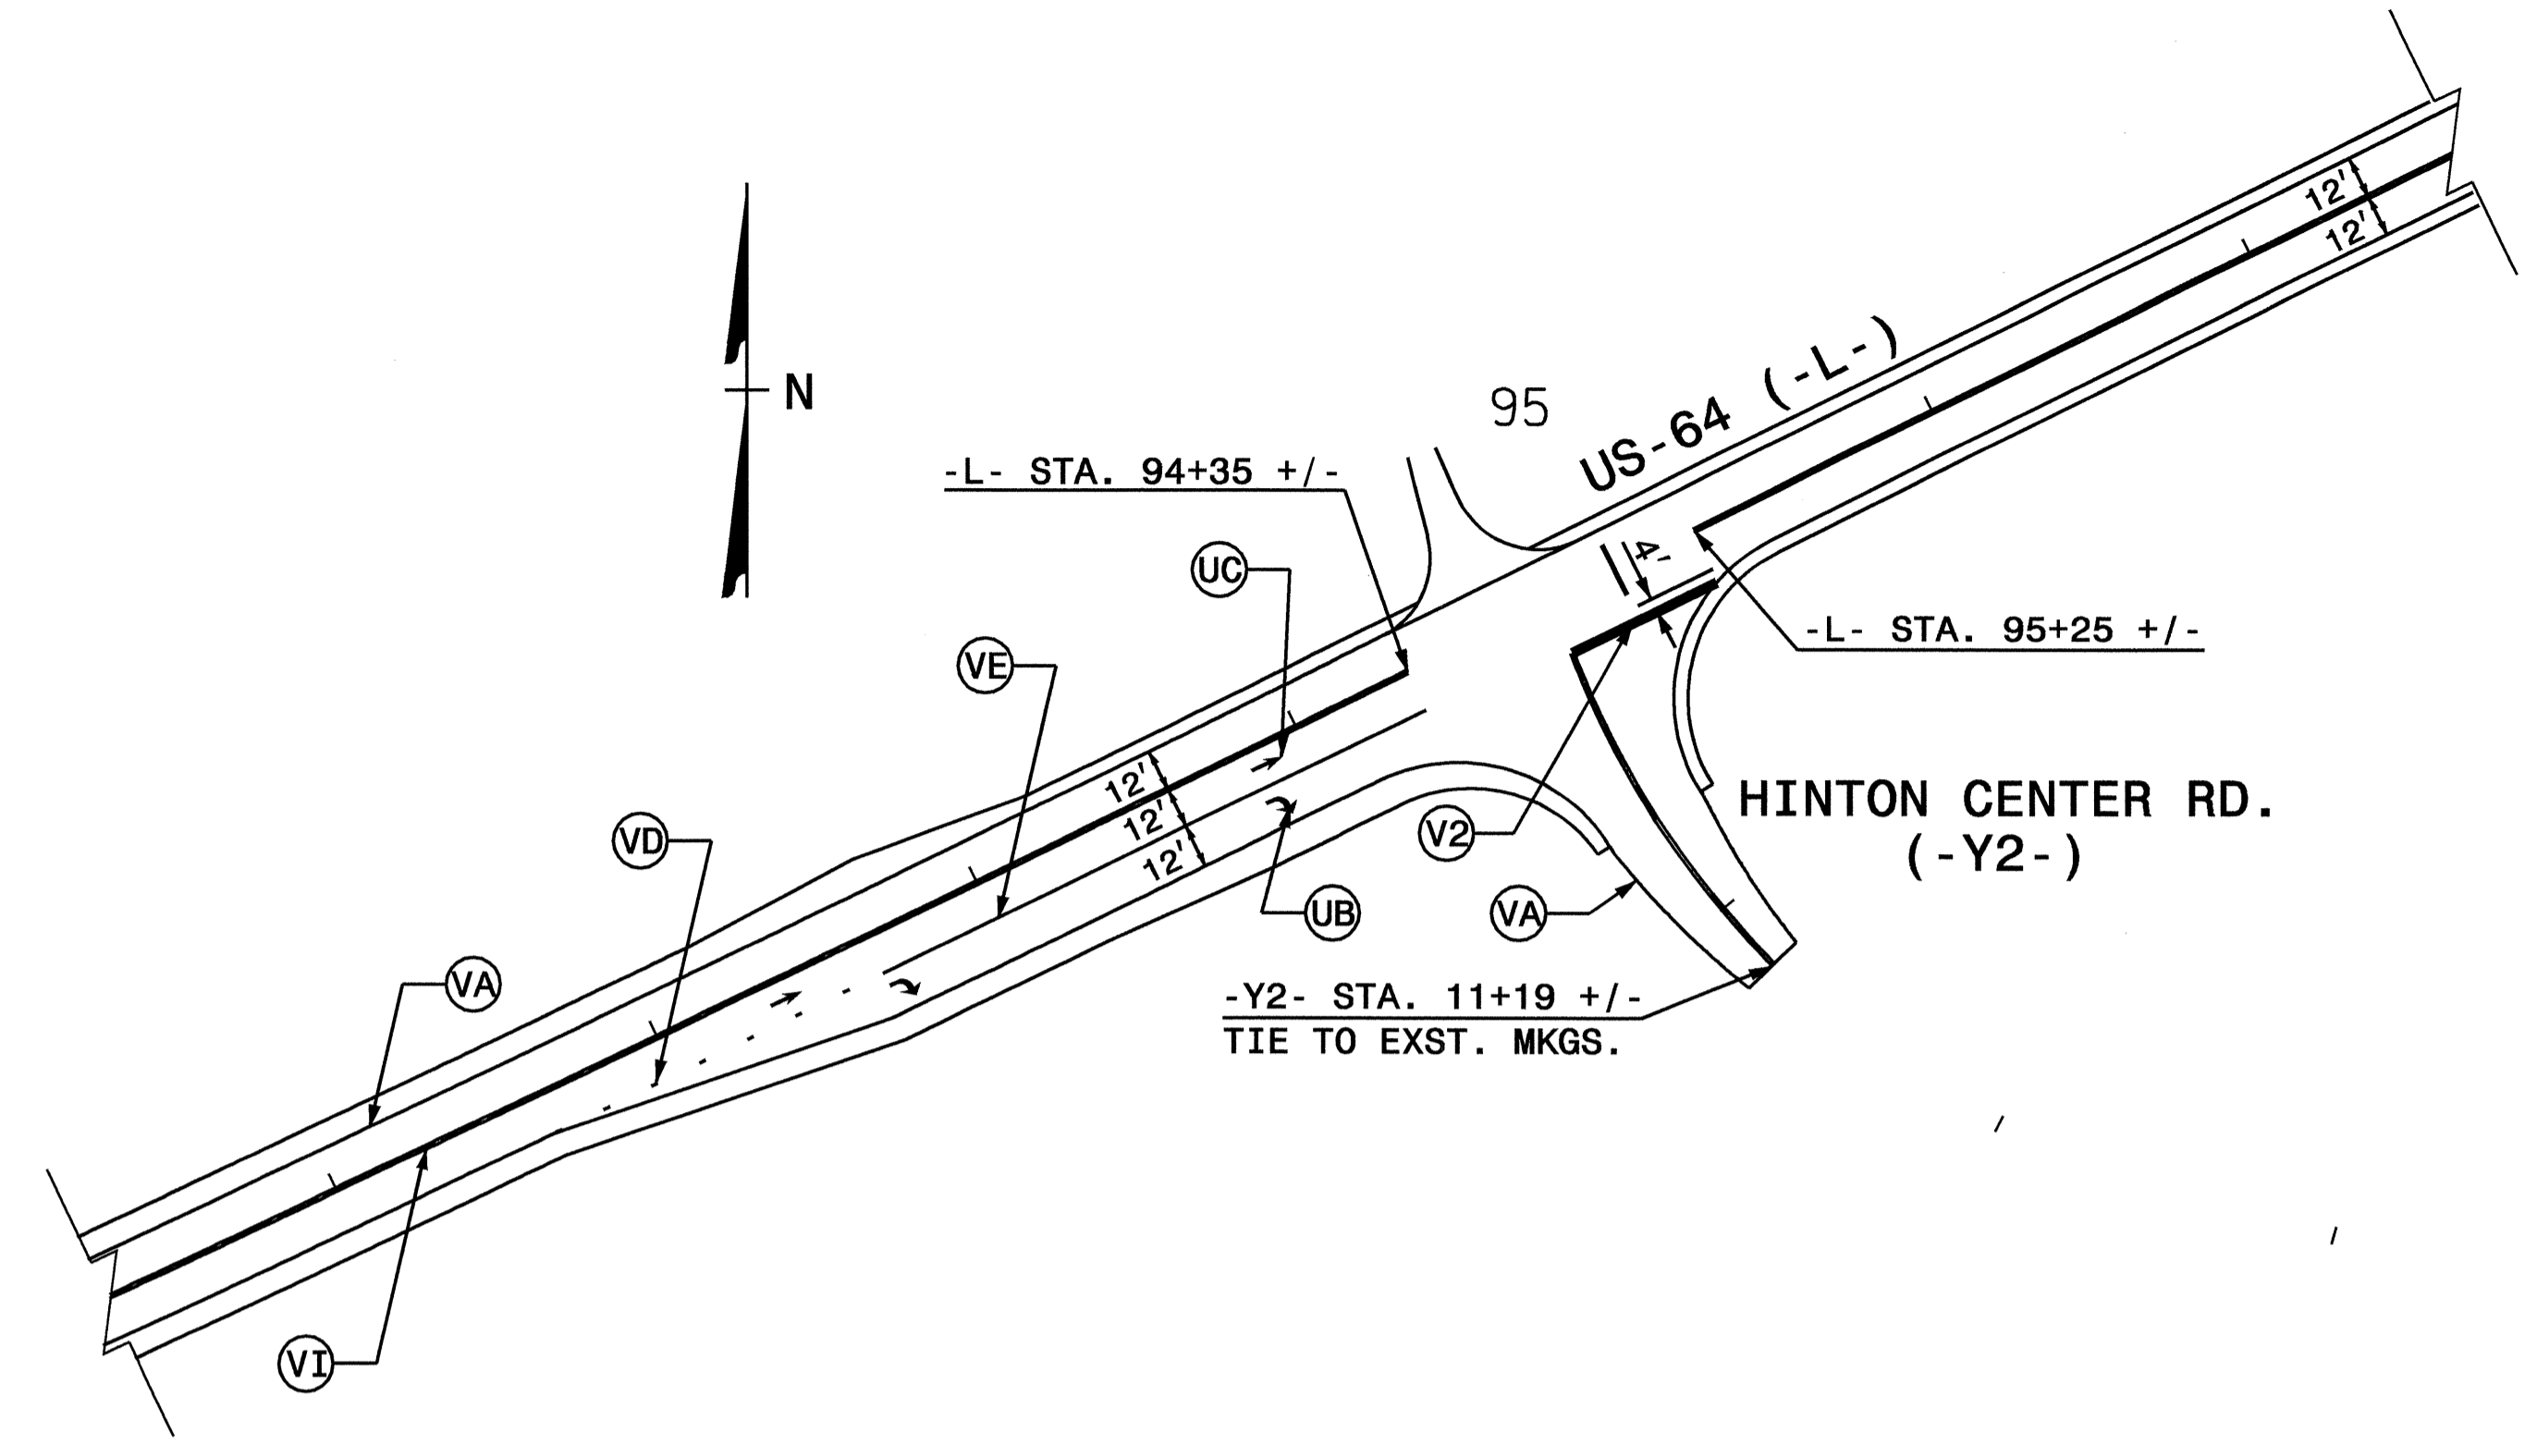 12'
12'
US-64 (-L-)
95
N
-L- STA. 94+35 +/-
4'
UC
-L- STA. 95+25 +/-
VE
12'
12'
12'
HINTON CENTER RD.
(-Y2-)
V2
VD
UB
VA
VA
-Y2- STA. 11+19 +/-
TIE TO EXST. MKGS.
VI